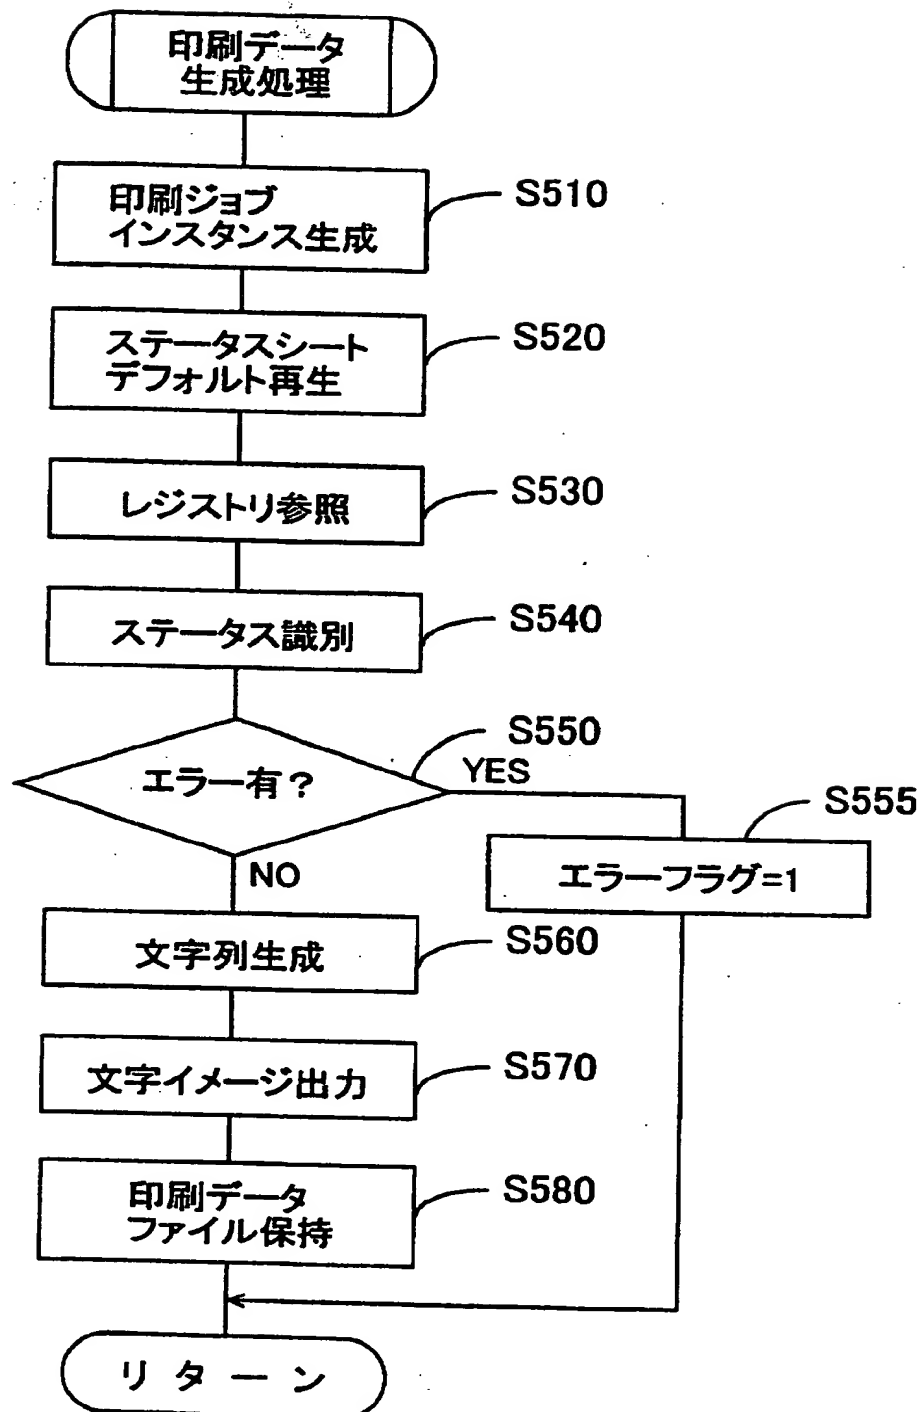 印刷データ
生成処理
印刷ジョブ
インスタンス生成
S510
ステータスシート
デフォルト再生
S520
レジストリ参照
S530
ステータス識別
S540
エラー有?
S550
YES
エラーフラグ=1
S555
NO
文字列生成
S560
文字イメージ出力
S570
印刷データ
ファイル保持
S580
リターン